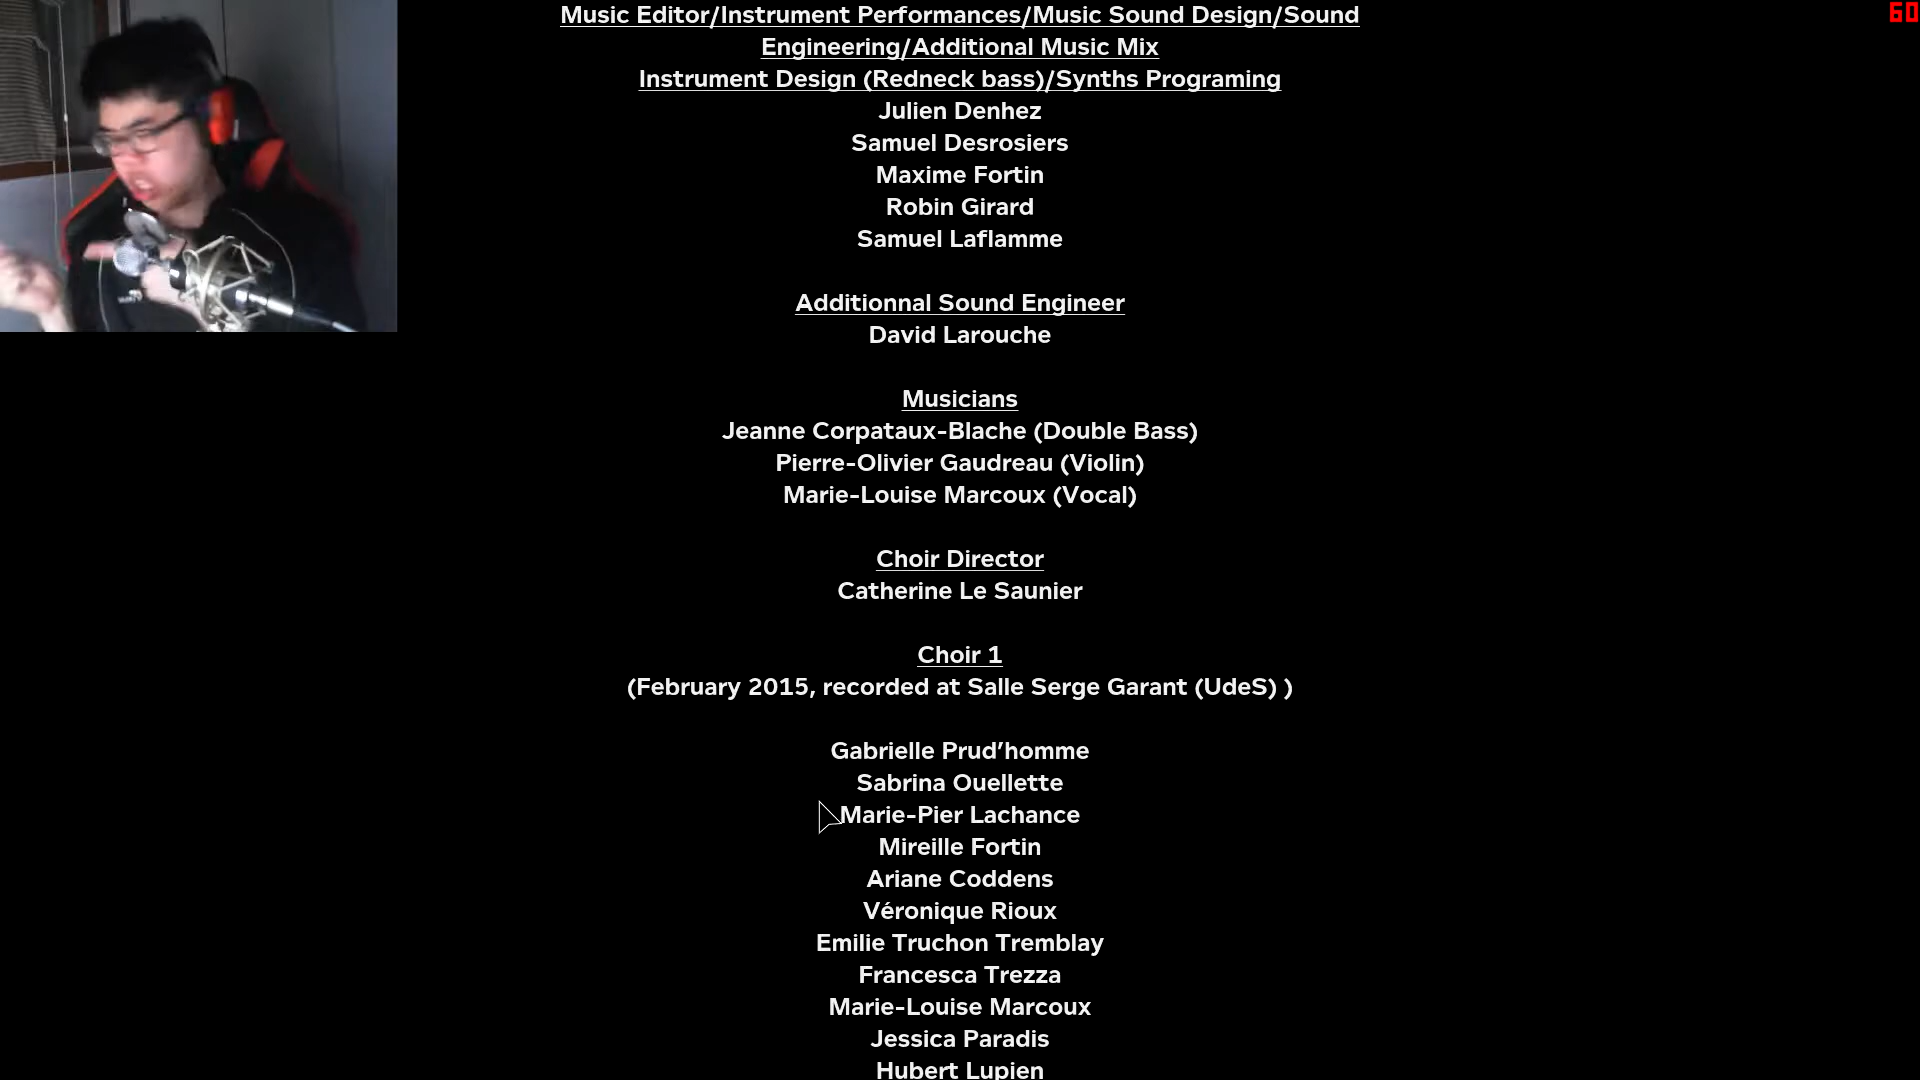 60
Music Editor/Instrument Performances/Music Sound Design/Sound
Engineering/Additional Music Mix
Instrument Design (Redneck bass)/Synths Programing
Julien Denhez
Samuel Desrosiers
Maxime Fortin
Robin Girard
Samuel Laflamme
Additionnal Sound Engineer
David Larouche
Musicians
Jeanne Corpataux-Blache (Double Bass)
Pierre-Olivier Gaudreau (Violin)
Marie-Louise Marcoux (Vocal)
Choir Director
Catherine Le Saunier
Choir 1
(February 2015, recorded at Salle Serge Garant (UdeS) )
Gabrielle Prud’homme
Sabrina Ouellette
Marie-Pier Lachance
Mireille Fortin
Ariane Coddens
Véronique Rioux
Emilie Truchon Tremblay
Francesca Trezza
Marie-Louise Marcoux
Jessica Paradis
Hubert Lupien